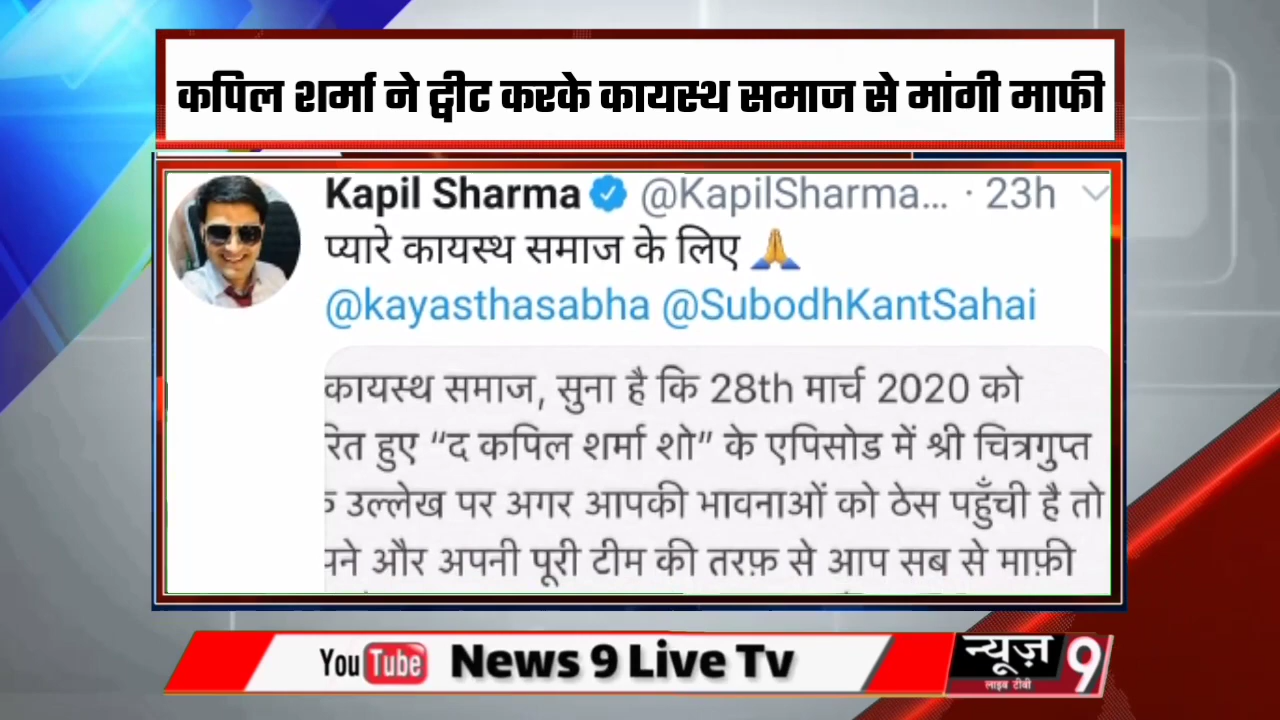 कपिल शर्मा ने ट्वीट करके कायस्थ समाज से मांगी माफी
Kapil Sharma @KapilSharma... · 23h
प्यारे कायस्थ समाज के लिए 🙏
@kayasthasabha @SubodhKantSahai
कायस्थ समाज, सुना है कि 28th मार्च 2020 को
रित हुए “द कपिल शर्मा शो” के एपिसोड में श्री चित्रगुप्त
उल्लेख पर अगर आपकी भावनाओं को ठेस पहुँची है तो
पने और अपनी पूरी टीम की तरफ़ से आप सब से माफ़ी
YouTube News 9 Live Tv
न्यूज़ 9
लाइव टीवी